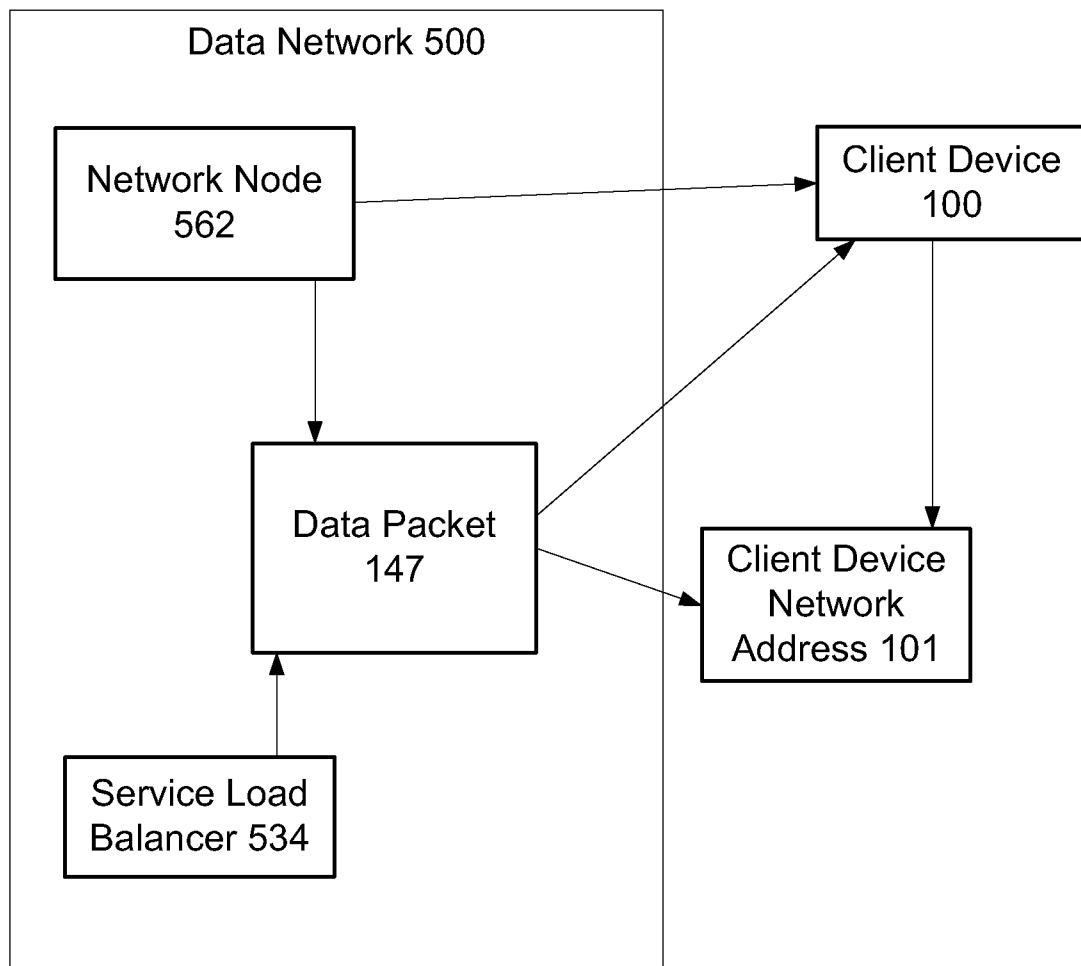 Data Network 500
Network Node
562
Client Device
100
Data Packet
147
Client Device
Network
Address 101
Service Load
Balancer 534